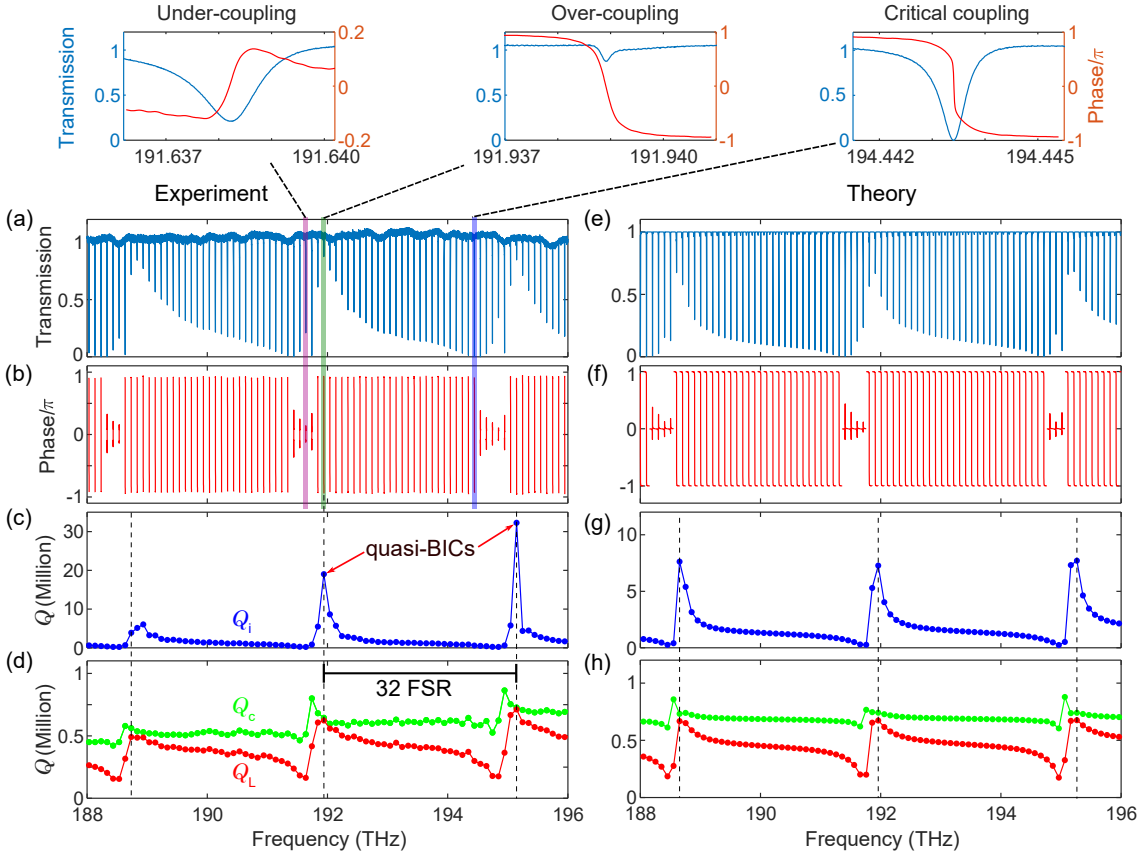 Under-coupling
Over-coupling
Critical coupling
Transmission
1
0.5
0
0.2
0
-0.2
191.637
191.640
1
0.5
0
1
0
-1
191.937
191.940
1
0.5
0
1
0
-1
Phase/π
194.442
194.445
Experiment
Theory
(a)
Transmission
1
0.5
0
(e)
1
0.5
0
(b)
Phase/π
1
0
-1
(f)
1
0
-1
(c)
Q (Million)
30
20
10
0
quasi-BICs
Qi
(g)
10
5
0
(d)
Q (Million)
1
0.5
0
32 FSR
Qc
QL
(h)
1
0.5
0
188
190
192
194
196
Frequency (THz)
188
190
192
194
196
Frequency (THz)